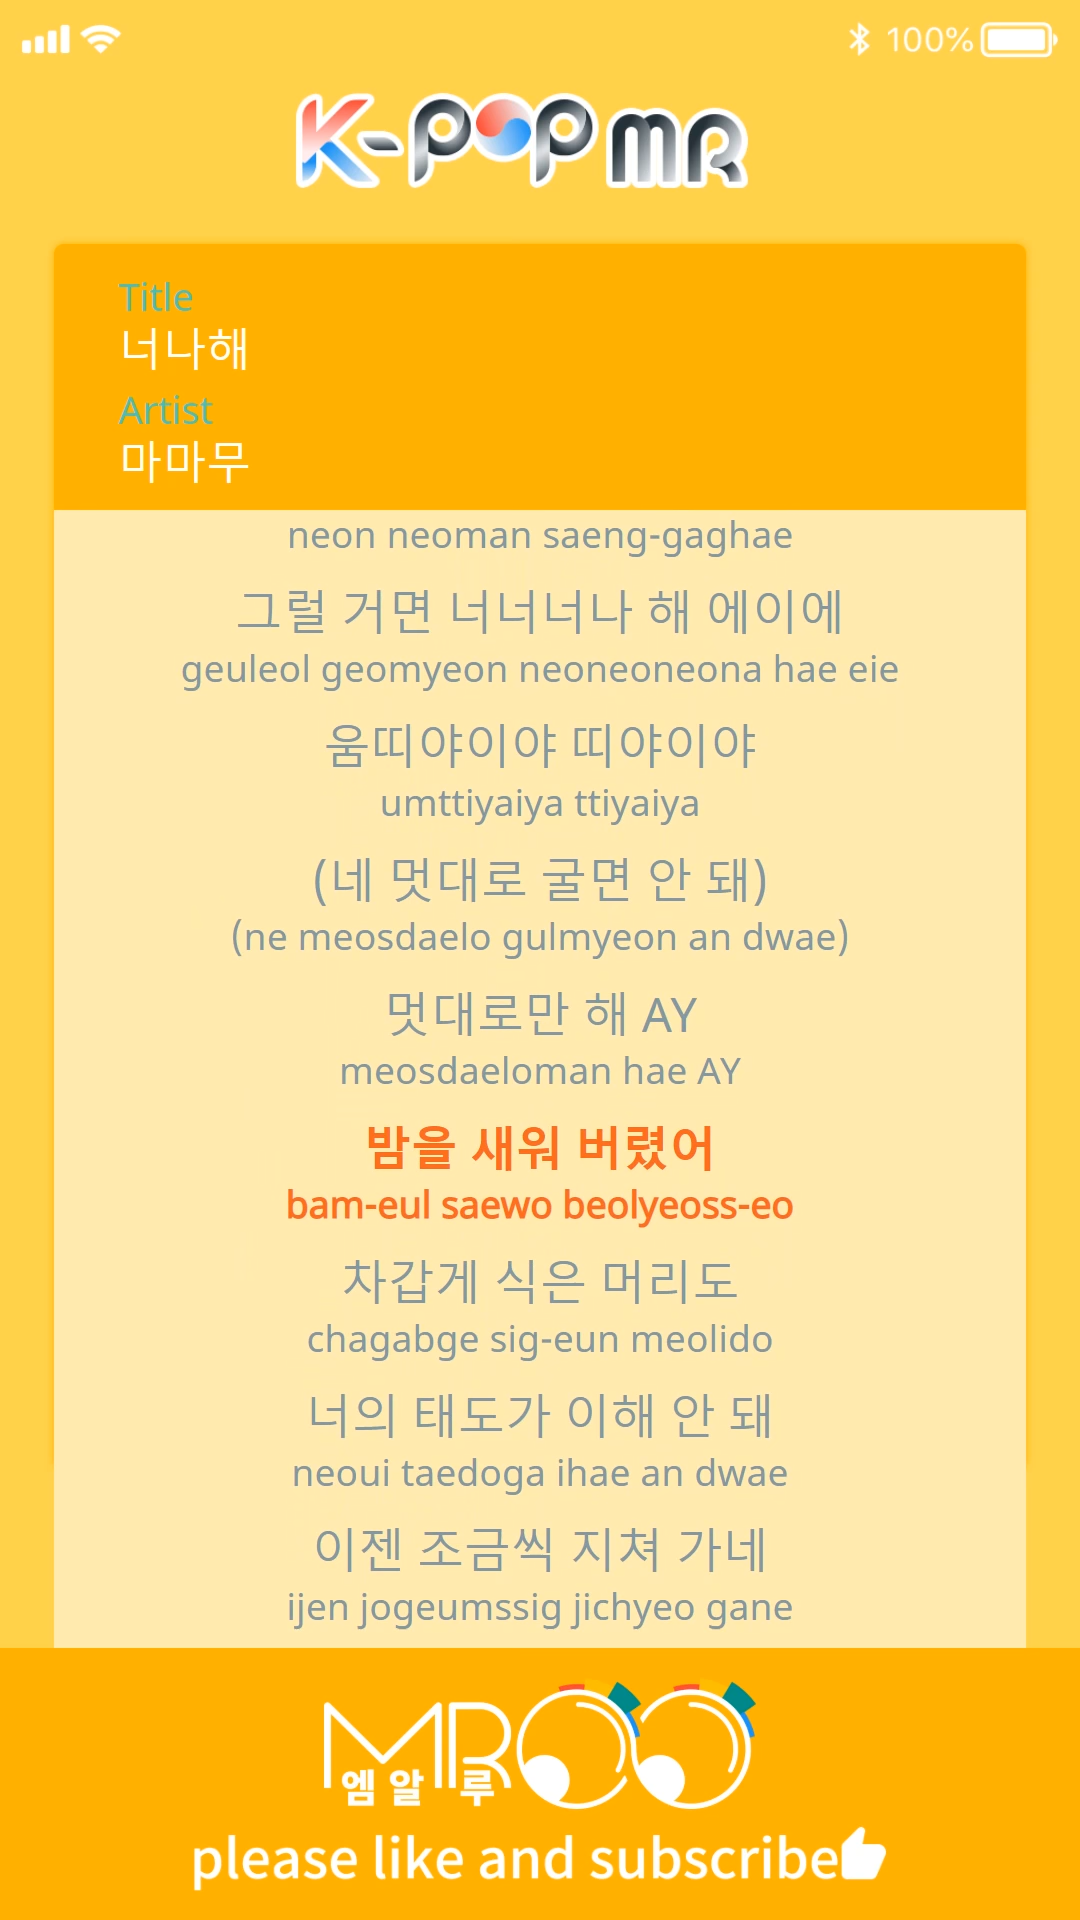 100%
K-POP MR
Title
너나해
Artist
마마무
neon neoman saeng-gaghae
그럴 거면 너너너나 해 에이에
geuleol geomyeon neoneoneona hae eie
움띠야이야 띠야이야
umttiyaiya ttiyaiya
(네 멋대로 굴면 안 돼)
(ne meosdaelo gulmyeon an dwae)
멋대로만 해 AY
meosdaeloman hae AY
밤을 새워 버렸어
bam-eul saewo beolyeoss-eo
차갑게 식은 머리도
chagabge sig-eun meolido
너의 태도가 이해 안 돼
neoui taedoga ihae an dwae
이젠 조금씩 지쳐 가네
ijen jogeumssig jichyeo gane
MROO
엠 알 루
please like and subscribe